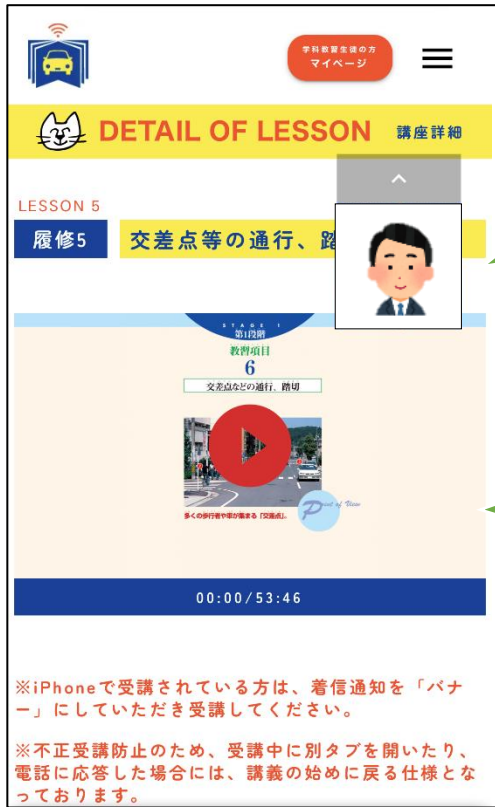 学科教習生徒の方
マイページ
DETAIL OF LESSON 講座詳細
LESSON 5
履修5 交差点等の通行、踏
STAGE 1
第1段階
教習項目
6
交差点などの通行、踏切
多くの歩行者や車が集まる「交差点」。
Point of View
00:00/53:46
※iPhoneで受講されている方は、着信通知を「バナ
ー」にしていただき受講してください。
※不正受講防止のため、受講中に別タブを開いたり、
電話に応答した場合には、講義の始めに戻る仕様とな
っております。